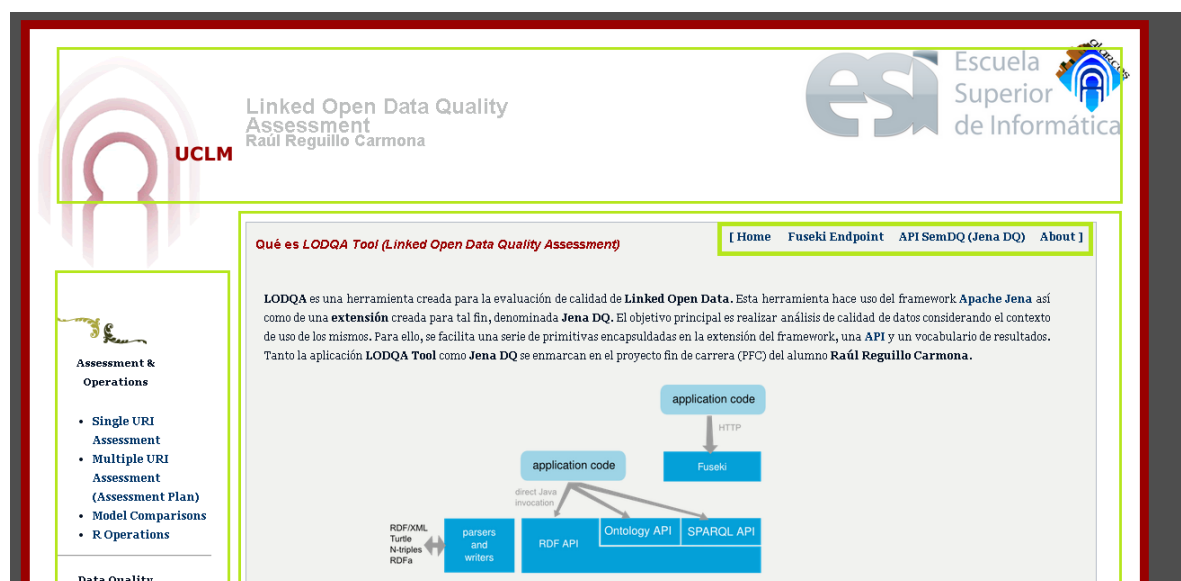 Linked Open Data Quality
Assessment
Raúl Reguillo Carmona
UCLM
esi
Escuela
Superior
de Informática
alarcos
[ Home Fuseki Endpoint API SemDQ (Jena DQ) About ]
Qué es LODQA Tool (Linked Open Data Quality Assessment)
LODQA es una herramienta creada para la evaluación de calidad de Linked Open Data. Esta herramienta hace uso del framework Apache Jena así
como de una extensión creada para tal fin, denominada Jena DQ. El objetivo principal es realizar análisis de calidad de datos considerando el contexto
de uso de los mismos. Para ello, se facilita una serie de primitivas encapsuldadas en la extensión del framework, una API y un vocabulario de resultados.
Tanto la aplicación LODQA Tool como Jena DQ se enmarcan en el proyecto fin de carrera (PFC) del alumno Raúl Reguillo Carmona.
Assessment &
Operations
• Single URI
Assessment
• Multiple URI
Assessment
(Assessment Plan)
• Model Comparisons
• R Operations
Data Quality
application code
HTTP
Fuseki
application code
direct Java
invocation
RDF/XML
Turtle
N-triples
RDFa
parsers
and
writers
RDF API
Ontology API
SPARQL API